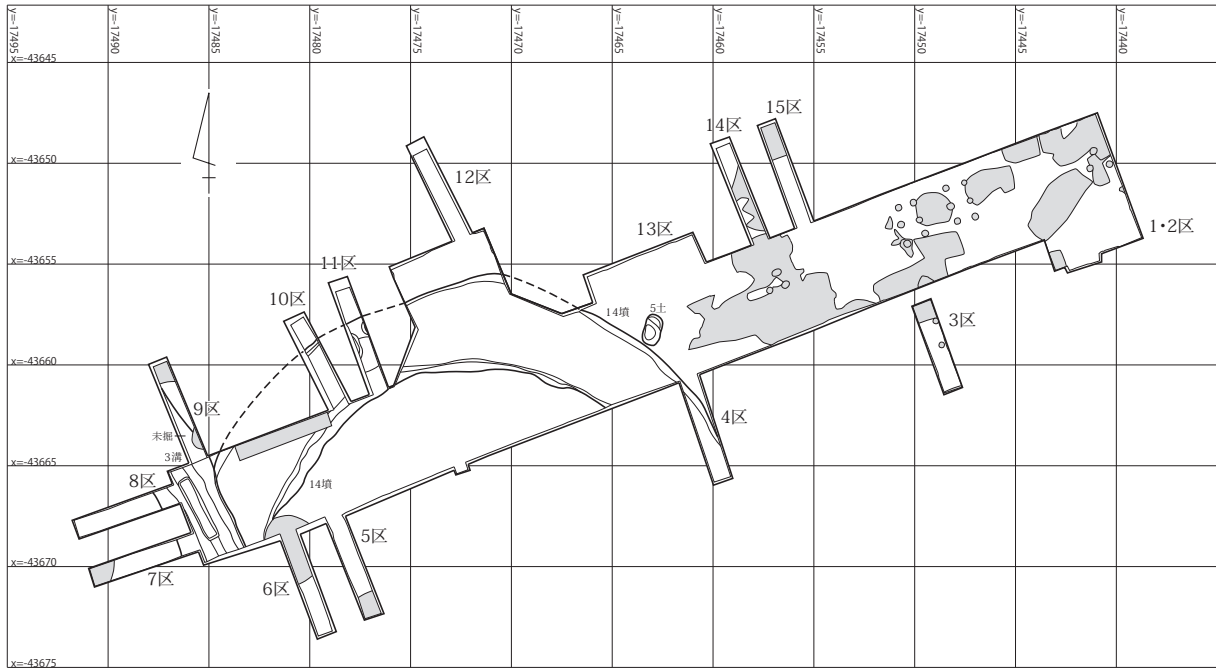 y=-17495
y=-17490
y=-17485
y=-17480
y=-17475
y=-17470
y=-17465
y=-17460
y=-17455
y=-17450
y=-17445
y=-17440
x=-43645
x=-43650
x=-43655
x=-43660
x=-43665
x=-43670
x=-43675
15区
14区
12区
13区
1・2区
11区
10区
14墳
5土
3区
9区
4区
未掘
3溝
8区
14墳
5区
7区
6区